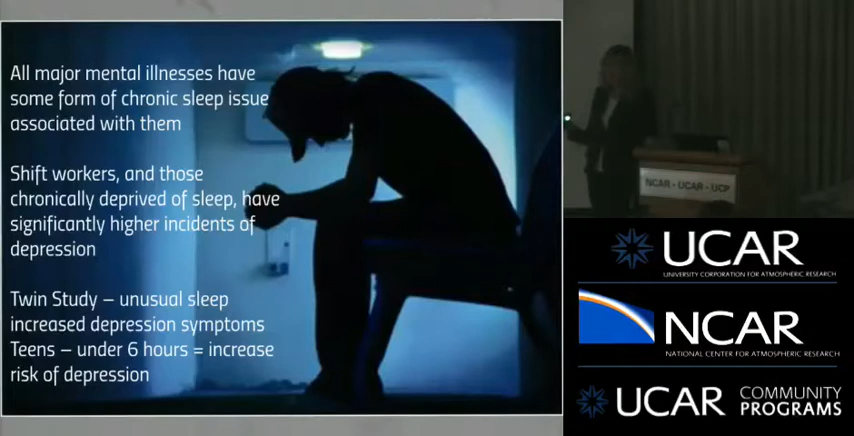 All major mental illnesses have
some form of chronic sleep issue
associated with them
Shift workers, and those
chronically deprived of sleep, have
significantly higher incidents of
depression
Twin Study – unusual sleep
increased depression symptoms
Teens – under 6 hours = increase
risk of depression
NCAR - UCAR - UCP
UCAR
UNIVERSITY CORPORATION FOR ATMOSPHERIC RESEARCH
NCAR
NATIONAL CENTER FOR ATMOSPHERIC RESEARCH
UCAR COMMUNITY
PROGRAMS